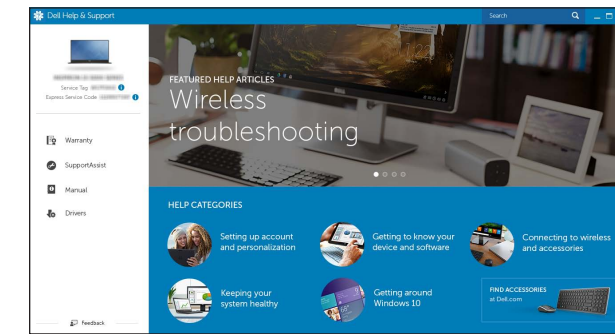 Dell Help & Support
Search
Service Tag
Express Service Code
Warranty
SupportAssist
Manual
Drivers
Feedback
FEATURED HELP ARTICLES
Wireless
troubleshooting
HELP CATEGORIES
Setting up account
and personalization
Getting to know your
device and software
Connecting to wireless
and accessories
Keeping your
system healthy
Getting around
Windows 10
FIND ACCESSORIES
at Dell.com